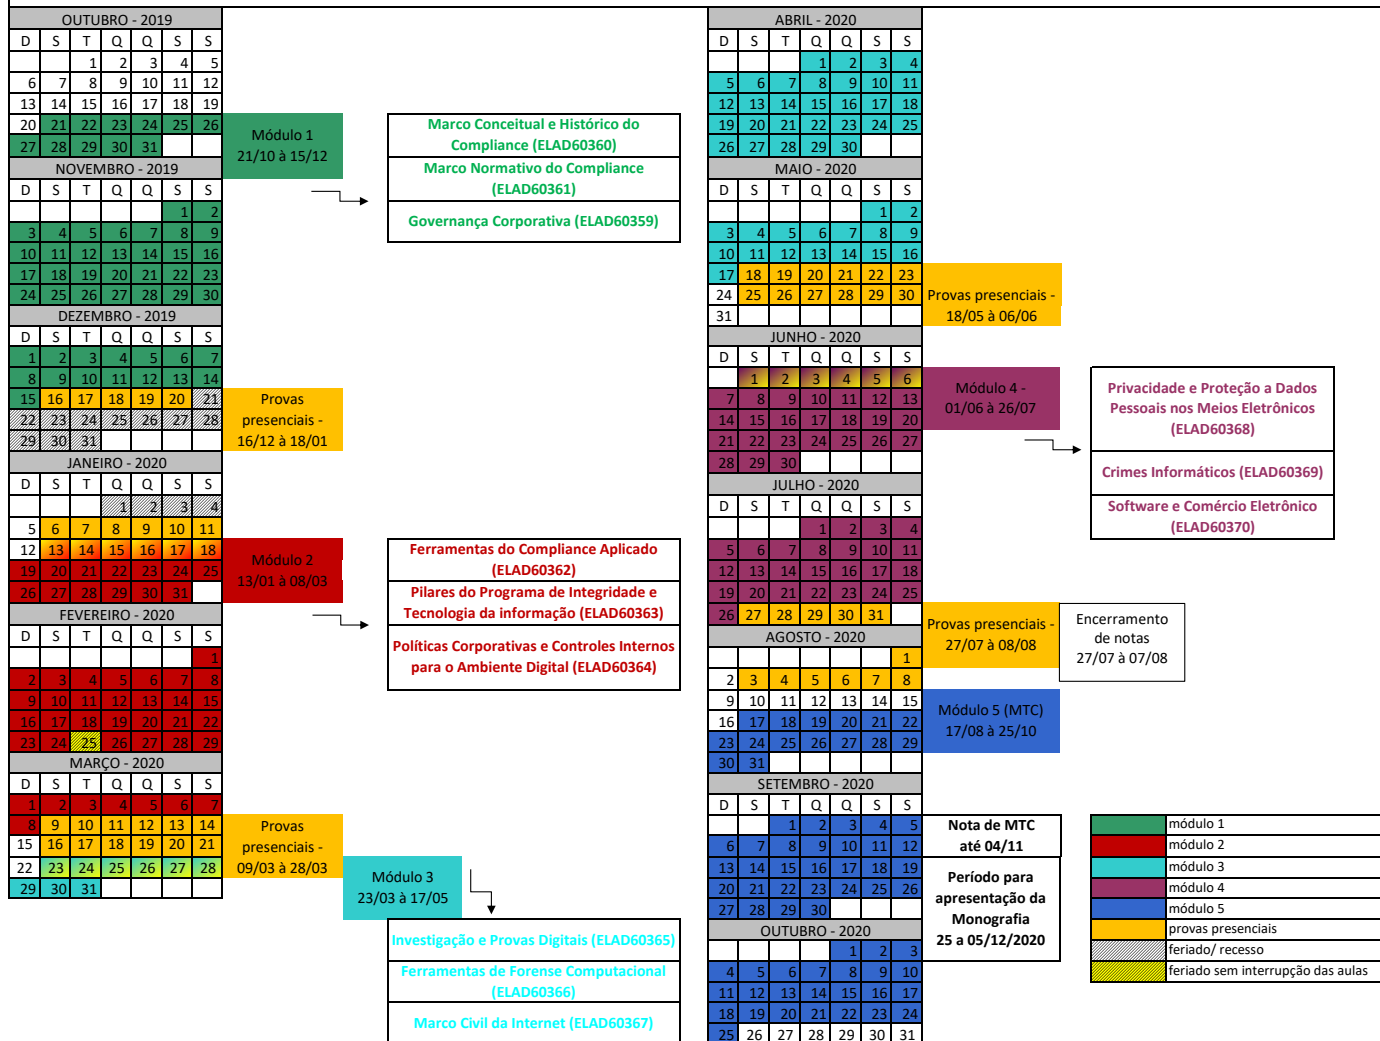 OUTUBRO - 2019
D S T Q Q S S
1 2 3 4 5
6 7 8 9 10 11 12
13 14 15 16 17 18 19
20 21 22 23 24 25 26
27 28 29 30 31
Módulo 1
21/10 à 15/12
Marco Conceitual e Histórico do
Compliance (ELAD60360)
Marco Normativo do Compliance
(ELAD60361)
Governança Corporativa (ELAD60359)
NOVEMBRO - 2019
D S T Q Q S S
1 2
3 4 5 6 7 8 9
10 11 12 13 14 15 16
17 18 19 20 21 22 23
24 25 26 27 28 29 30
DEZEMBRO - 2019
D S T Q Q S S
1 2 3 4 5 6 7
8 9 10 11 12 13 14
15 16 17 18 19 20 21
22 23 24 25 26 27 28
29 30 31
Provas
presenciais -
16/12 à 18/01
JANEIRO - 2020
D S T Q Q S S
1 2 3 4
5 6 7 8 9 10 11
12 13 14 15 16 17 18
19 20 21 22 23 24 25
26 27 28 29 30 31
Módulo 2
13/01 à 08/03
Ferramentas do Compliance Aplicado
(ELAD60362)
Pilares do Programa de Integridade e
Tecnologia da informação (ELAD60363)
Políticas Corporativas e Controles Internos
para o Ambiente Digital (ELAD60364)
FEVEREIRO - 2020
D S T Q Q S S
1
2 3 4 5 6 7 8
9 10 11 12 13 14 15
16 17 18 19 20 21 22
23 24 25 26 27 28 29
MARÇO - 2020
D S T Q Q S S
1 2 3 4 5 6 7
8 9 10 11 12 13 14
15 16 17 18 19 20 21
22 23 24 25 26 27 28
29 30 31
Provas
presenciais -
09/03 à 28/03
Módulo 3
23/03 à 17/05
Investigação e Provas Digitais (ELAD60365)
Ferramentas de Forense Computacional
(ELAD60366)
Marco Civil da Internet (ELAD60367)
ABRIL - 2020
D S T Q Q S S
1 2 3 4
5 6 7 8 9 10 11
12 13 14 15 16 17 18
19 20 21 22 23 24 25
26 27 28 29 30
MAIO - 2020
D S T Q Q S S
1 2
3 4 5 6 7 8 9
10 11 12 13 14 15 16
17 18 19 20 21 22 23
24 25 26 27 28 29 30
31
Provas presenciais -
18/05 à 06/06
JUNHO - 2020
D S T Q Q S S
1 2 3 4 5 6
7 8 9 10 11 12 13
14 15 16 17 18 19 20
21 22 23 24 25 26 27
28 29 30
Módulo 4 -
01/06 à 26/07
Privacidade e Proteção a Dados
Pessoais nos Meios Eletrônicos
(ELAD60368)
Crimes Informáticos (ELAD60369)
Software e Comércio Eletrônico
(ELAD60370)
JULHO - 2020
D S T Q Q S S
1 2 3 4
5 6 7 8 9 10 11
12 13 14 15 16 17 18
19 20 21 22 23 24 25
26 27 28 29 30 31
Provas presenciais -
27/07 à 08/08
Encerramento
de notas
27/07 à 07/08
AGOSTO - 2020
1
2 3 4 5 6 7 8
9 10 11 12 13 14 15
16 17 18 19 20 21 22
23 24 25 26 27 28 29
30 31
Módulo 5 (MTC)
17/08 à 25/10
SETEMBRO - 2020
D S T Q Q S S
1 2 3 4 5
6 7 8 9 10 11 12
13 14 15 16 17 18 19
20 21 22 23 24 25 26
27 28 29 30
Nota de MTC
até 04/11
Período para
apresentação da
Monografia
25 a 05/12/2020
OUTUBRO - 2020
1 2 3
4 5 6 7 8 9 10
11 12 13 14 15 16 17
18 19 20 21 22 23 24
25 26 27 28 29 30 31
módulo 1
módulo 2
módulo 3
módulo 4
módulo 5
provas presenciais
feriado/ recesso
feriado sem interrupção das aulas